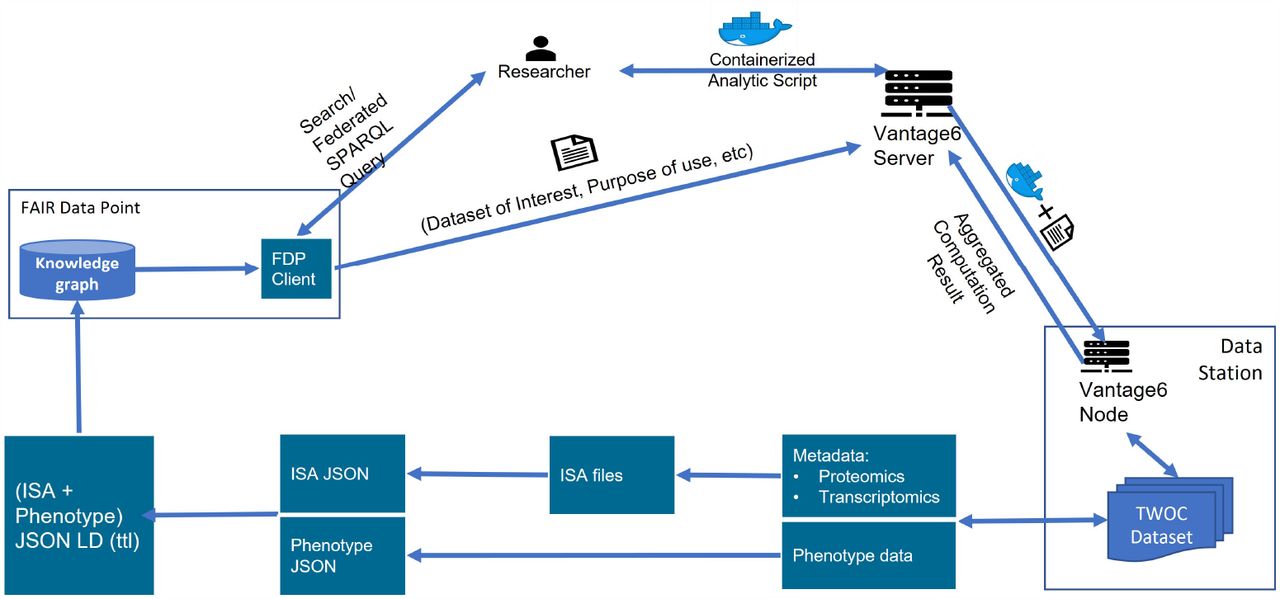 Researcher
Containerized
Analytic Script
Vantage6
Server
Search/
Federated
SPARQL
Query
(Dataset of Interest, Purpose of use, etc)
FAIR Data Point
Knowledge
graph
FDP
Client
+
Aggregated
Computation
Result
Data
Station
Vantage6
Node
TWOC
Dataset
(ISA +
Phenotype)
JSON LD (ttl)
ISA JSON
Phenotype
JSON
ISA files
Metadata:
• Proteomics
• Transcriptomics
Phenotype data